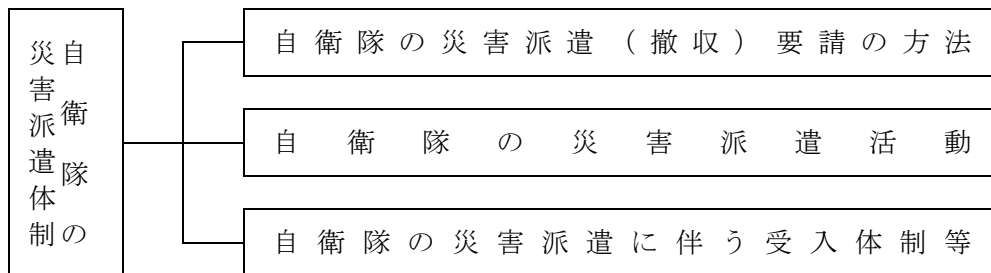 自衛隊の
災害派遣体制
自衛隊の災害派遣（撤収）要請の方法
自衛隊の災害派遣活動
自衛隊の災害派遣に伴う受入体制等